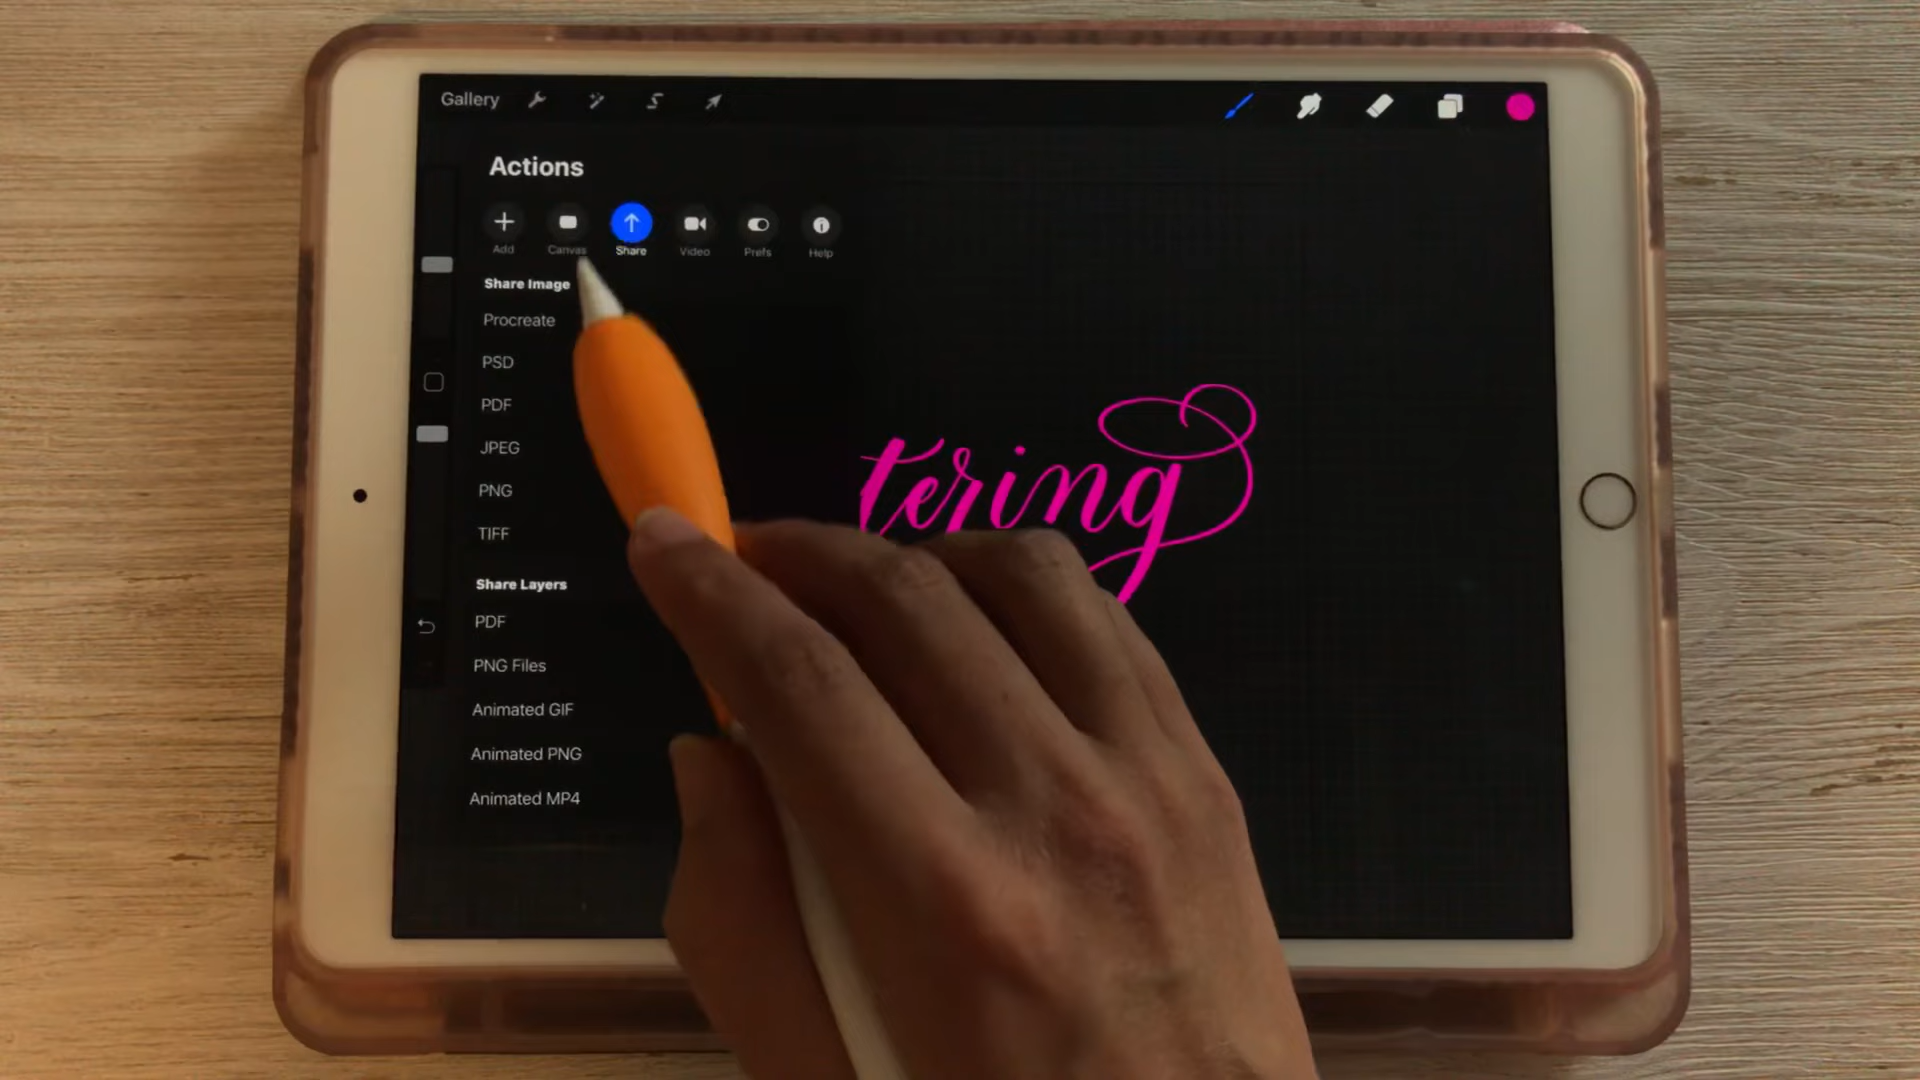 Gallery
Actions
Add Canvas Share Video Prefs Help
Share Image
Procreate
PSD
PDF
JPEG
PNG
TIFF
Share Layers
PDF
PNG Files
Animated GIF
Animated PNG
Animated MP4
tering